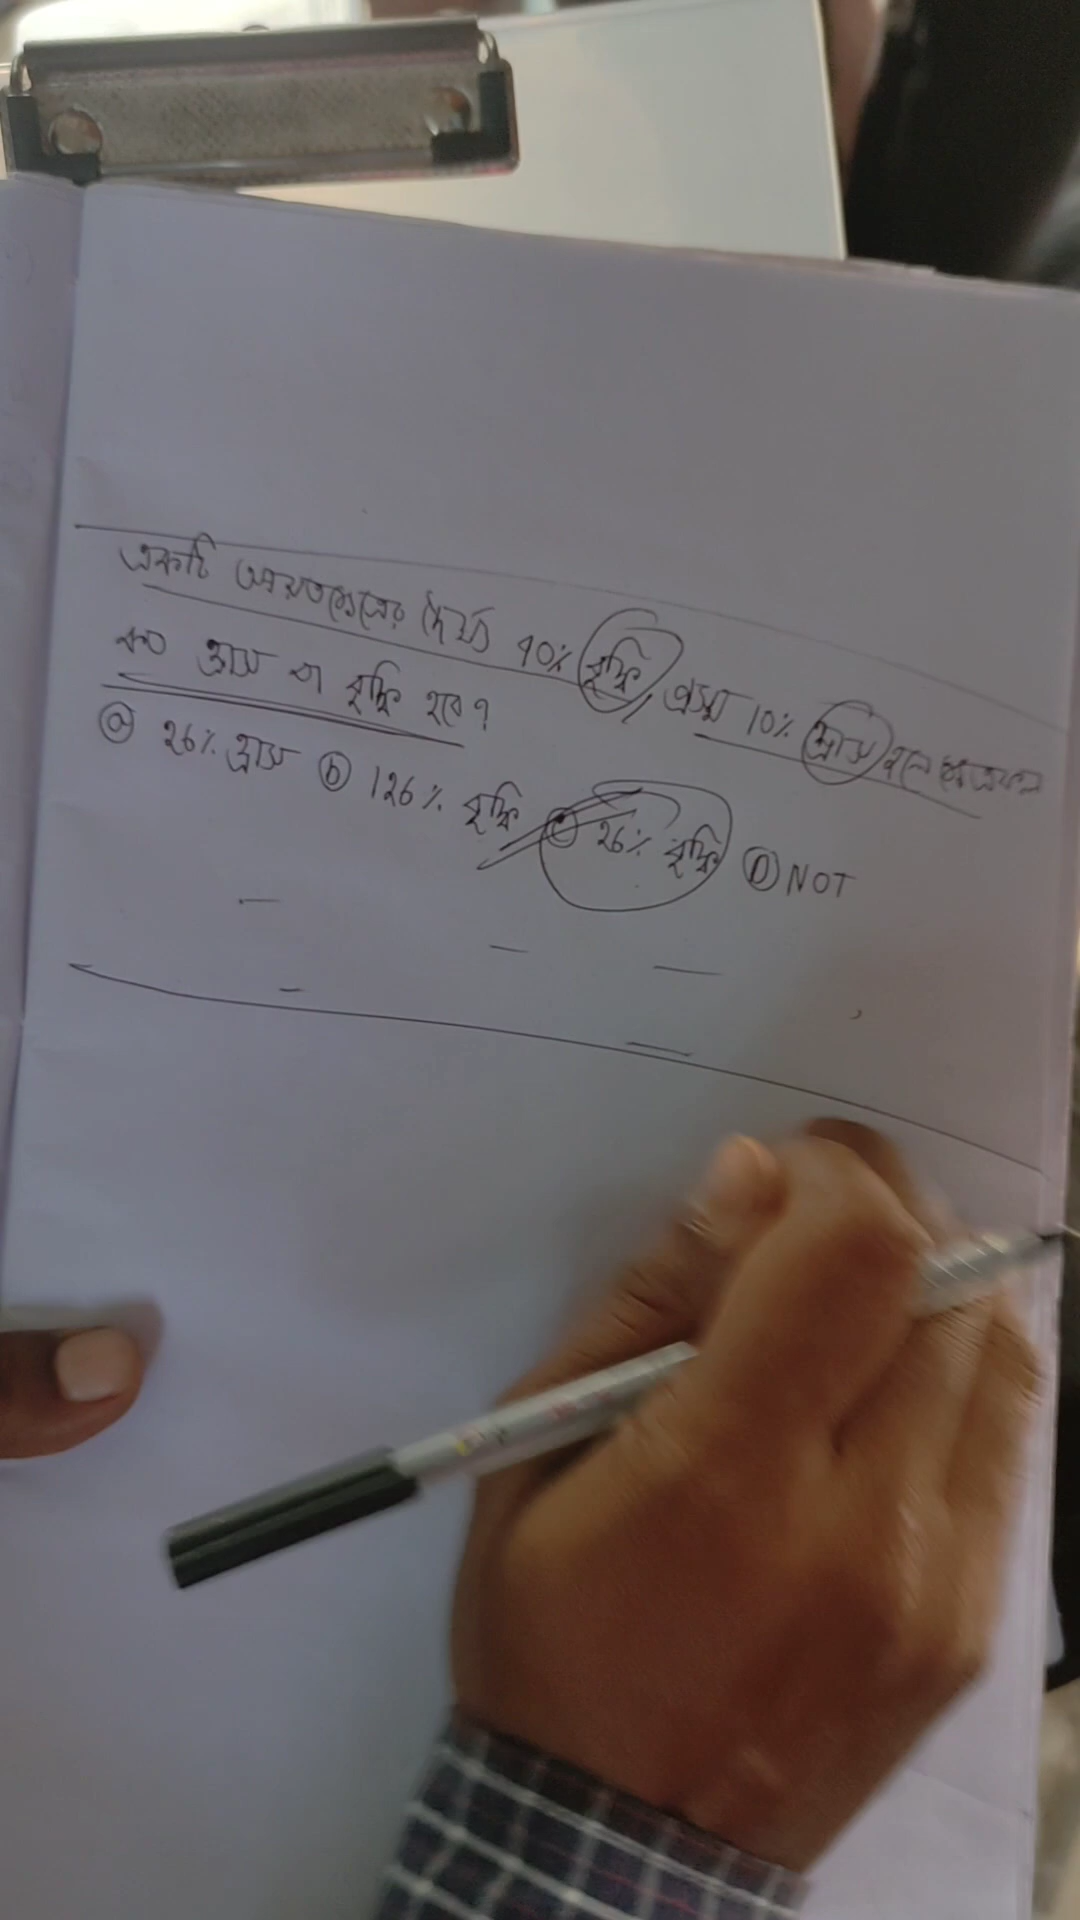 একটি আয়তক্ষেত্রের দৈর্ঘ্য 40% বৃদ্ধি, প্রস্থ 10% হ্রাস হলে ক্ষেত্রফল
কত হ্রাস বা বৃদ্ধি হবে?
ⓐ 26% হ্রাস ⓑ 126% বৃদ্ধি ⓒ 26% বৃদ্ধি Ⓓ NOT